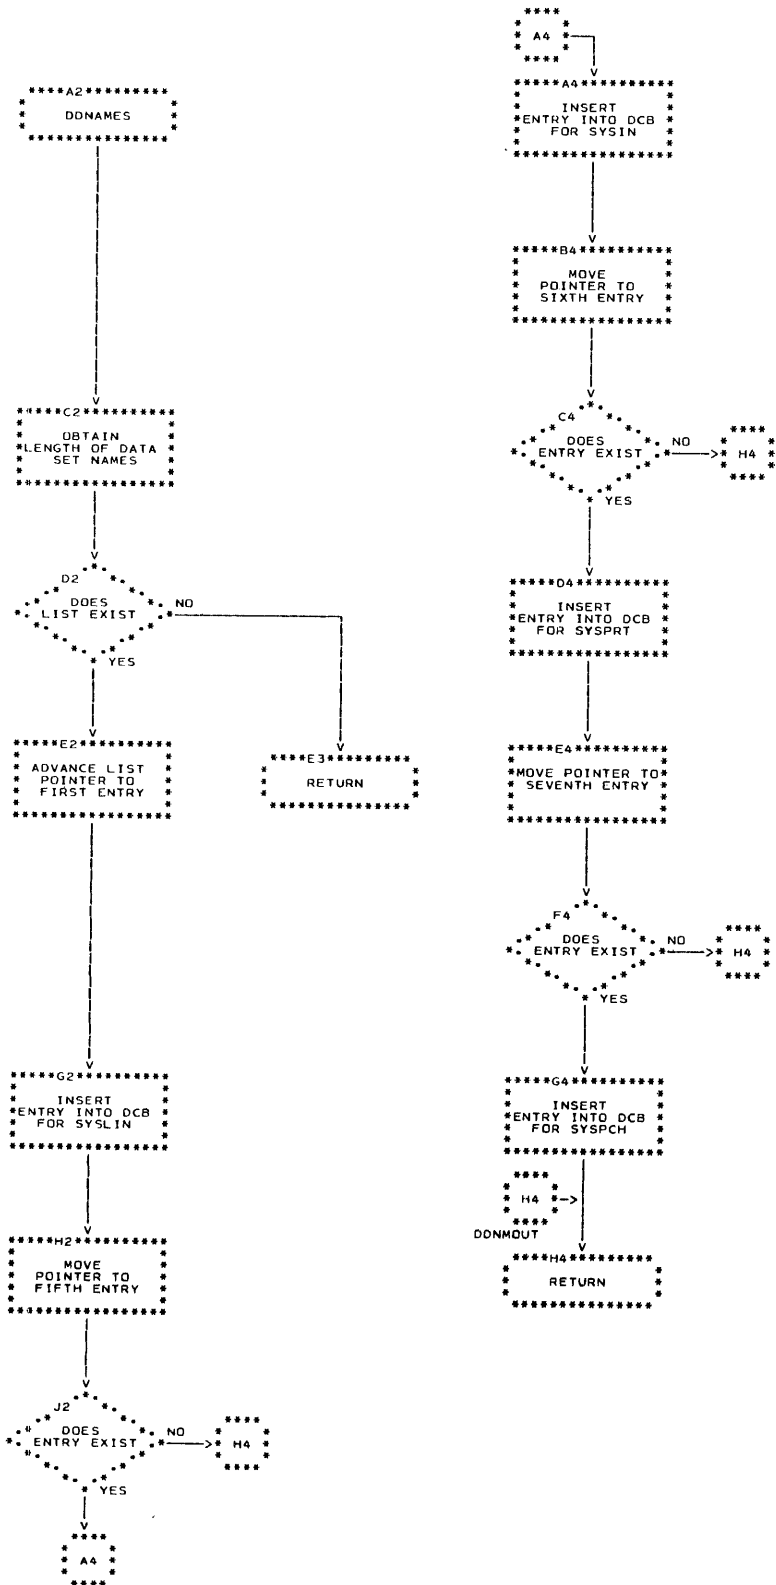 A2
DDNAMES
C2
OBTAIN
LENGTH OF DATA
SET NAMES
D2
DOES
LIST EXIST
NO
YES
E2
ADVANCE LIST
POINTER TO
FIRST ENTRY
E3
RETURN
G2
INSERT
ENTRY INTO DCB
FOR SYSLIN
H2
MOVE
POINTER TO
FIFTH ENTRY
J2
DOES
ENTRY EXIST
NO
H4
YES
A4
A4
A4
INSERT
ENTRY INTO DCB
FOR SYSIN
B4
MOVE
POINTER TO
SIXTH ENTRY
C4
DOES
ENTRY EXIST
NO
H4
YES
D4
INSERT
ENTRY INTO DCB
FOR SYSPRT
E4
MOVE POINTER TO
SEVENTH ENTRY
F4
DOES
ENTRY EXIST
NO
H4
YES
G4
INSERT
ENTRY INTO DCB
FOR SYSPCH
H4
DDNMOUT
H4
RETURN